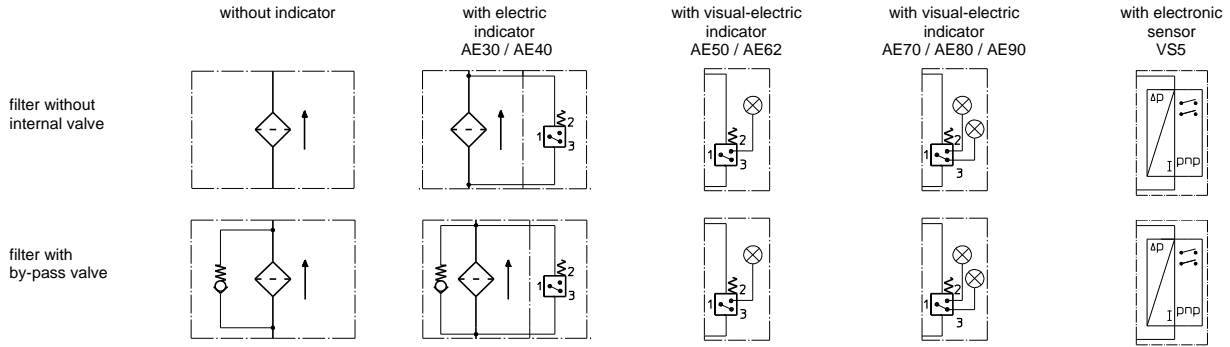 without indicator
with electric
indicator
AE30 / AE40
with visual-electric
indicator
AE50 / AE62
with visual-electric
indicator
AE70 / AE80 / AE90
with electronic
sensor
VS5
filter without
internal valve
1 2 3
1 2 3
1 2 3
Δp
I pnp
filter with
by-pass valve
1 2 3
1 2 3
1 2 3
Δp
I pnp